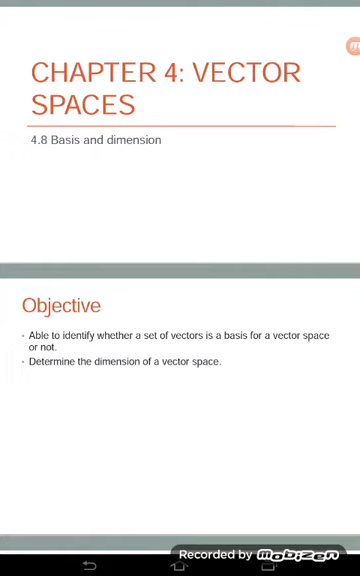 CHAPTER 4: VECTOR
SPACES
4.8 Basis and dimension
Objective
• Able to identify whether a set of vectors is a basis for a vector space
or not.
• Determine the dimension of a vector space.
Recorded by Mobizen